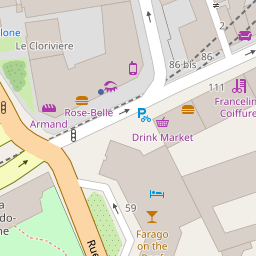 lone
Le Cloriviere
86 bis
86
2
111
Francelin
Coiffure
Armand
Rose-Belle
Drink Market
59
Rue
Farago
on the